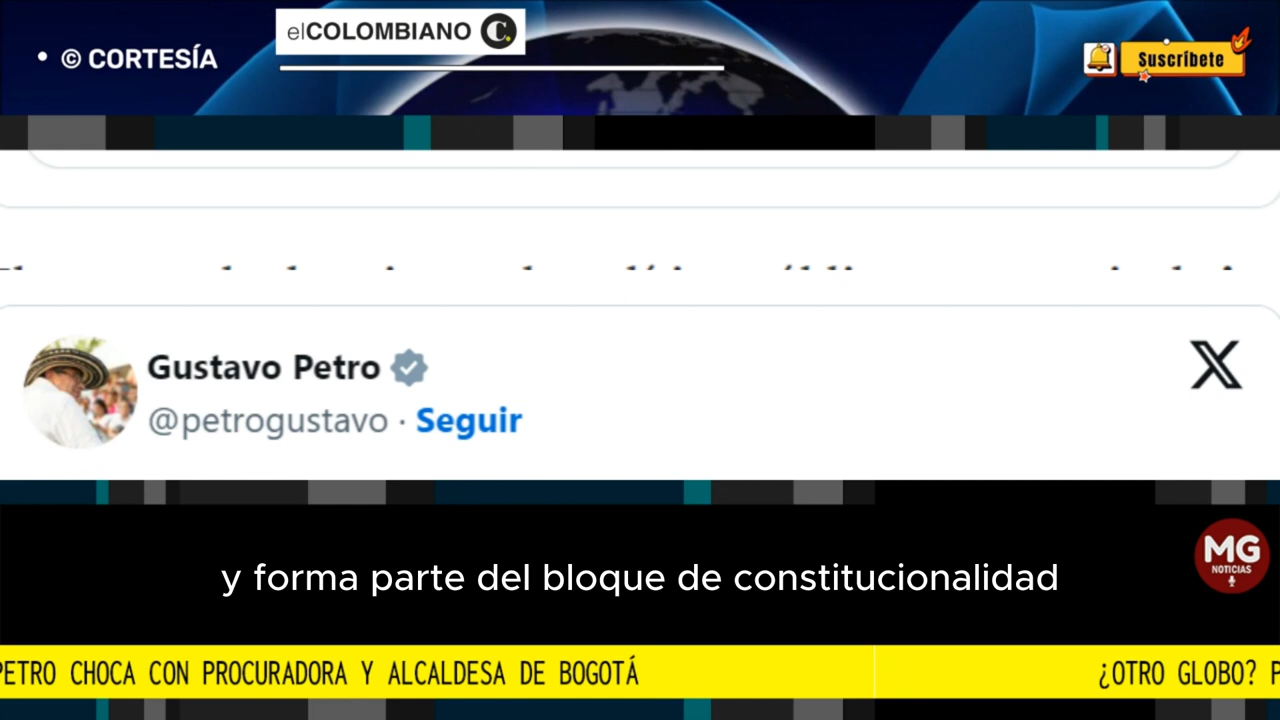 • © CORTESÍA
elCOLOMBIANO C.
Suscríbete
Gustavo Petro
@petrogustavo · Seguir
X
y forma parte del bloque de constitucionalidad
MG
NOTICIAS
PETRO CHOCA CON PROCURADORA Y ALCALDESA DE BOGOTÁ
¿OTRO GLOBO? P